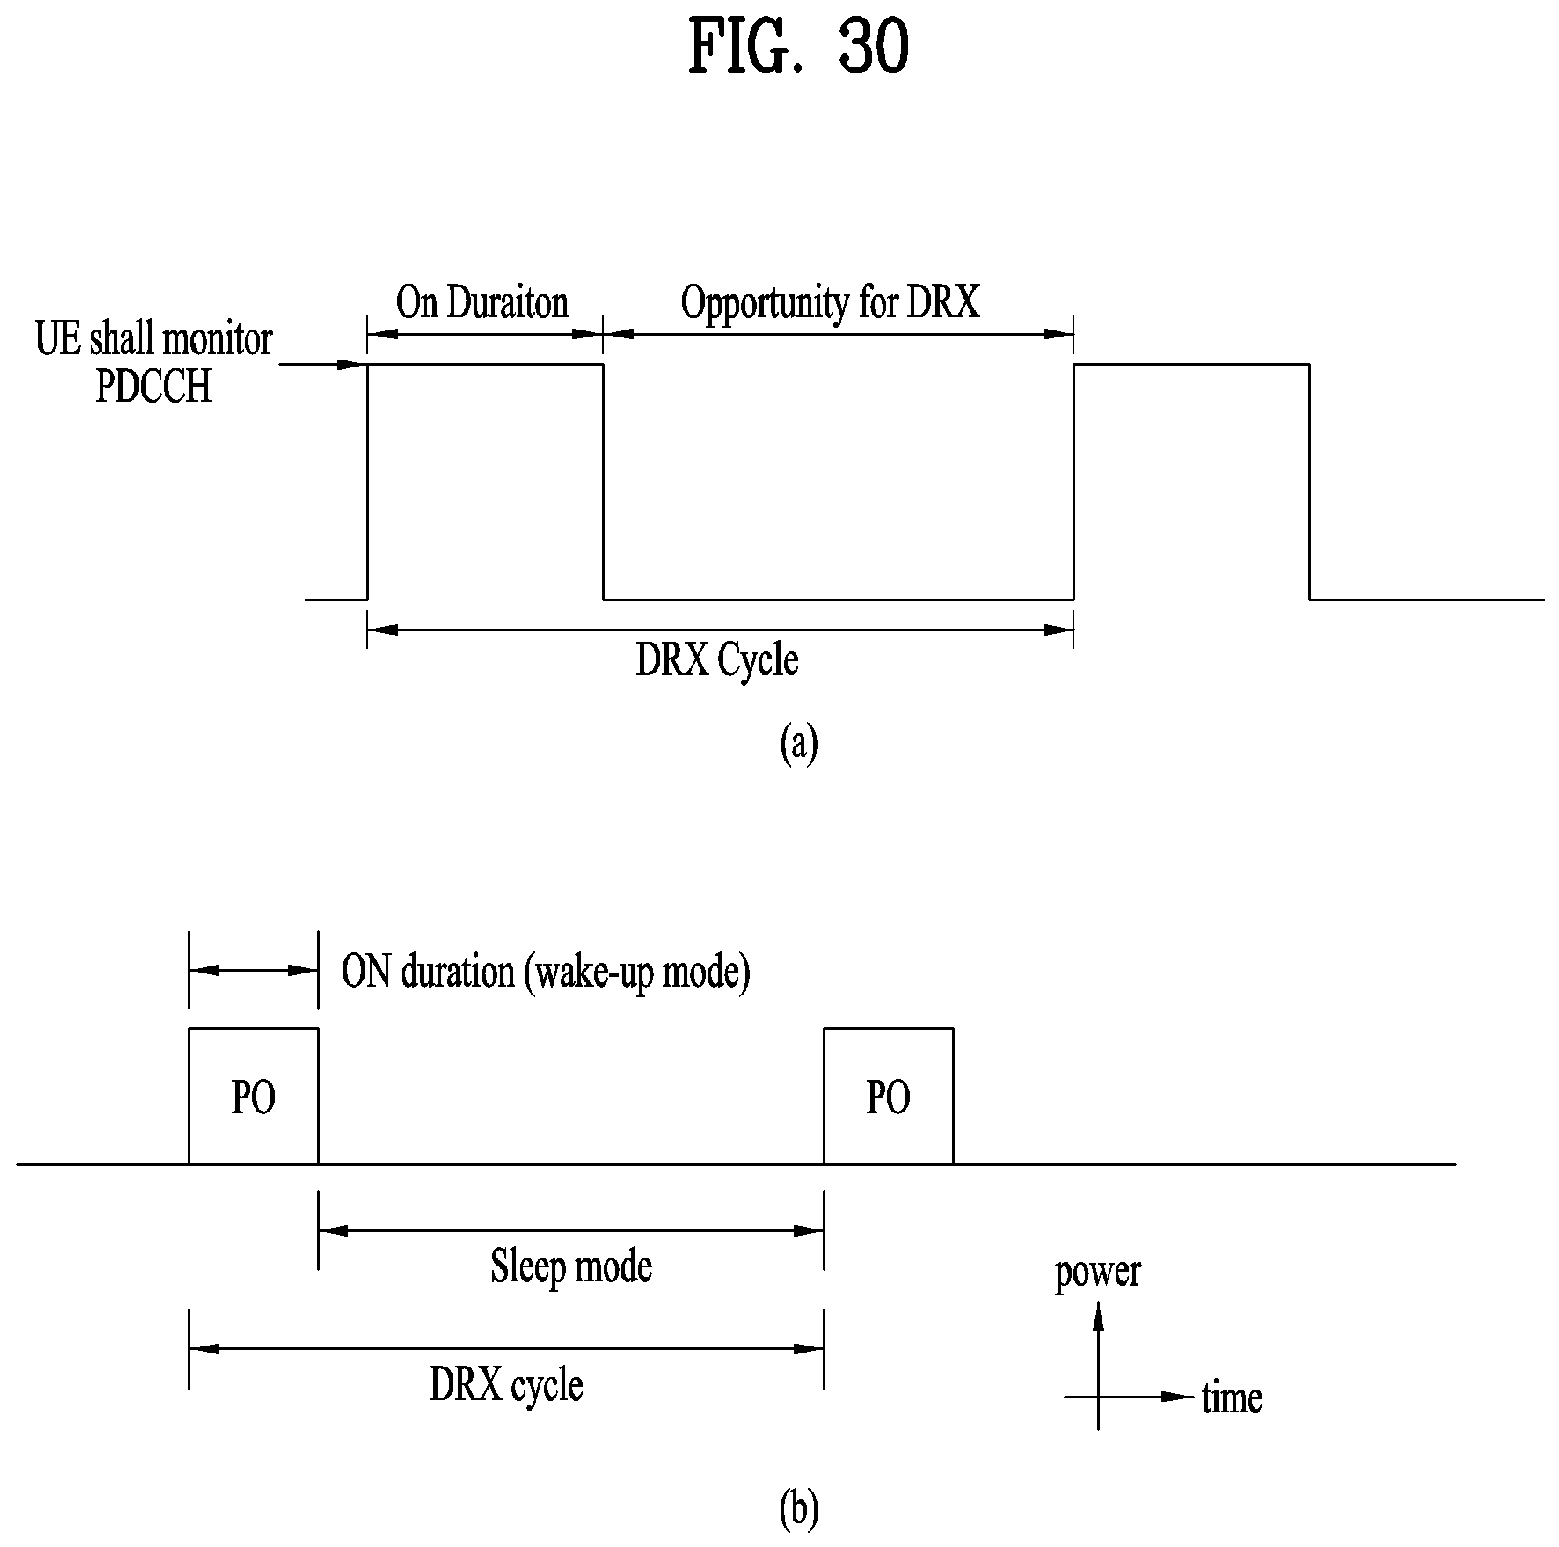 FIG. 30
On Duraiton
Opportunity for DRX
UE shall monitor
PDCCH
DRX Cycle
(a)
ON duration (wake-up mode)
PO
PO
Sleep mode
power
DRX cycle
time
(b)